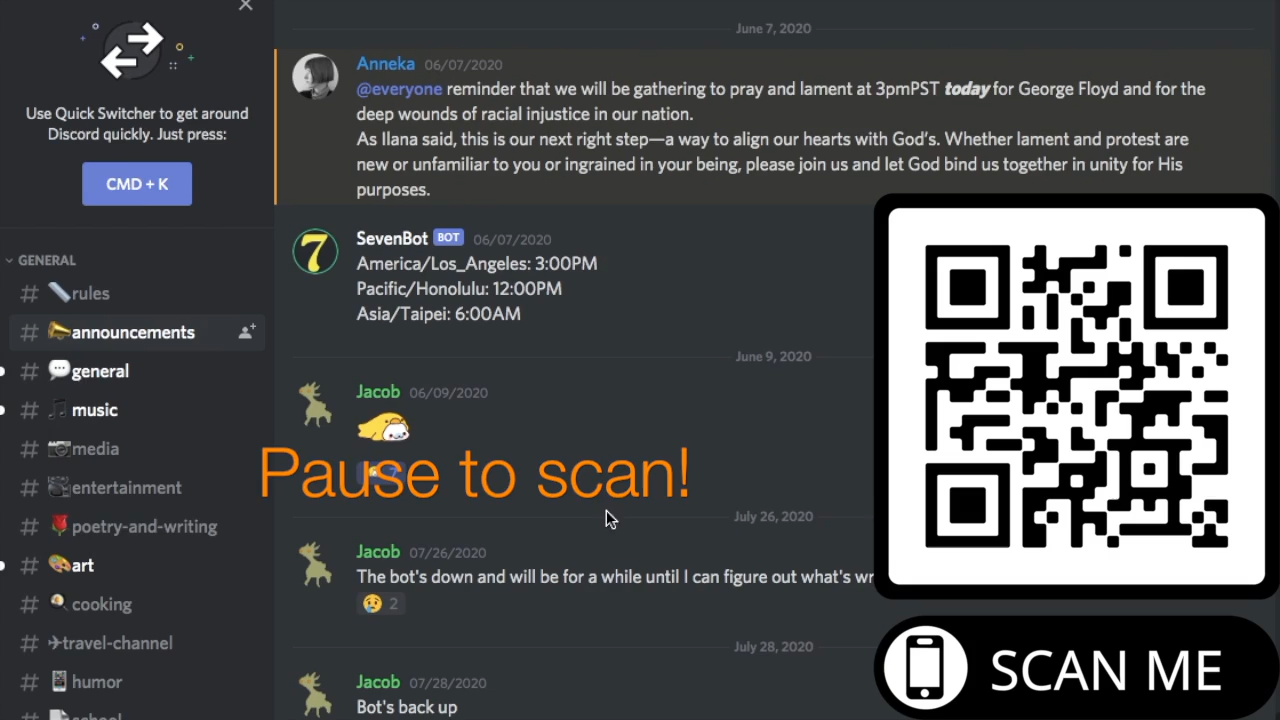 Use Quick Switcher to get around
Discord quickly. Just press:
CMD + K
GENERAL
# rules
# announcements
# general
# music
# media
# entertainment
# poetry-and-writing
# art
# cooking
# travel-channel
# humor
June 7, 2020
Anneka 06/07/2020
@everyone reminder that we will be gathering to pray and lament at 3pmPST today for George Floyd and for the
deep wounds of racial injustice in our nation.
As Ilana said, this is our next right step—a way to align our hearts with God's. Whether lament and protest are
new or unfamiliar to you or ingrained in your being, please join us and let God bind us together in unity for His
purposes.
7
SevenBot BOT 06/07/2020
America/Los_Angeles: 3:00PM
Pacific/Honolulu: 12:00PM
Asia/Taipei: 6:00AM
June 9, 2020
Jacob 06/09/2020
Pause to scan!
July 26, 2020
Jacob 07/26/2020
The bot's down and will be for a while until I can figure out what's
2
July 28, 2020
Jacob 07/28/2020
Bot's back up
SCAN ME